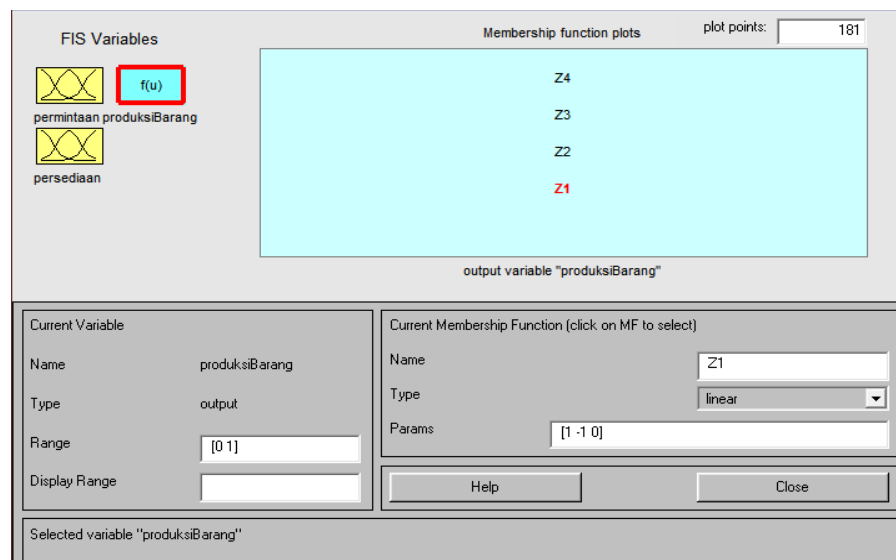 FIS Variables
Membership function plots
plot points:
181
f(u)
permintaan produksiBarang
persediaan
Z4
Z3
Z2
Z1
output variable "produksiBarang"
Current Variable
Name produksiBarang
Type output
Range [0 1]
Display Range
Current Membership Function (click on MF to select)
Name Z1
Type linear
Params [1 -1 0]
Help
Close
Selected variable "produksiBarang"